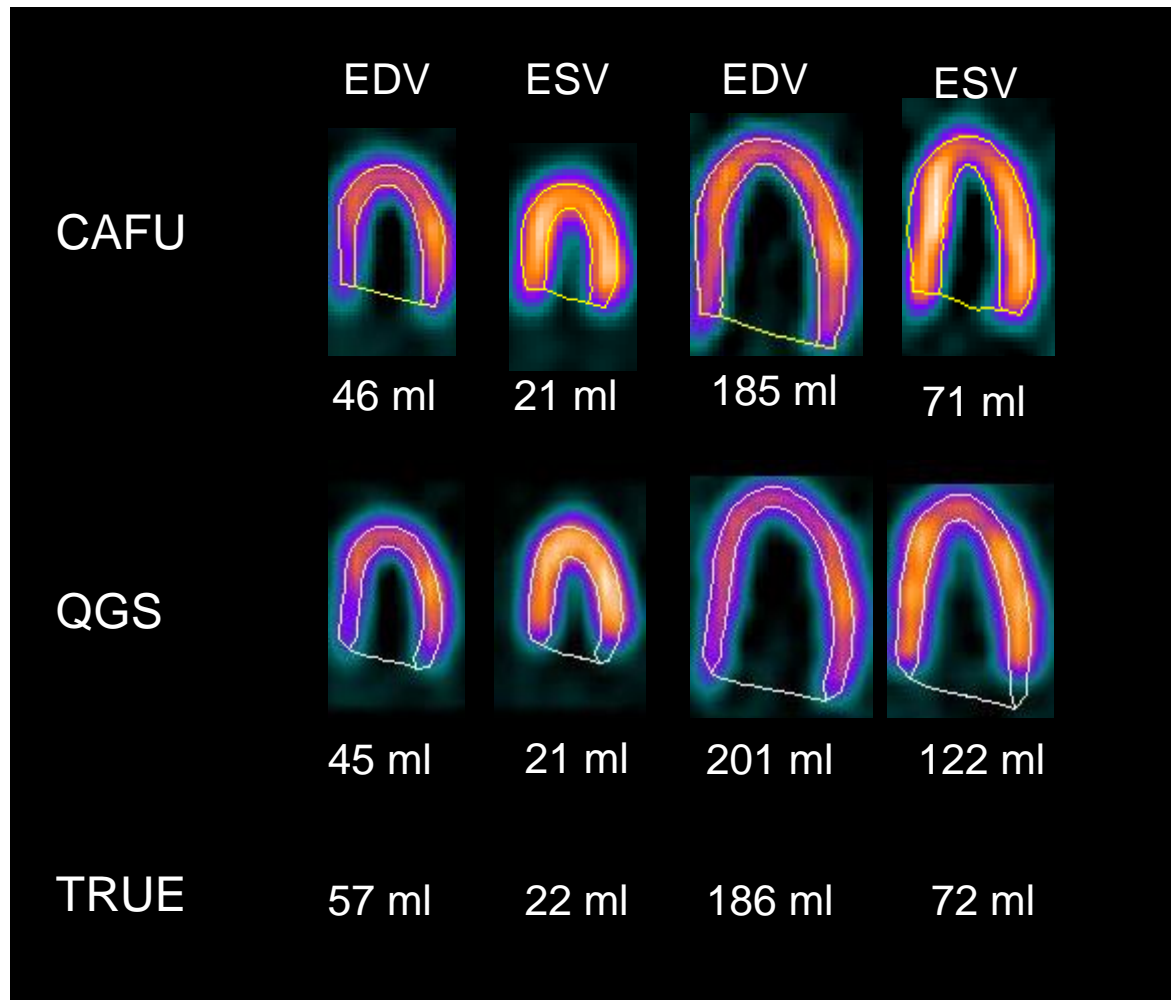 EDV ESV EDV ESV
CAFU
46 ml 21 ml 185 ml 71 ml
QGS
45 ml 21 ml 201 ml 122 ml
TRUE 57 ml 22 ml 186 ml 72 ml